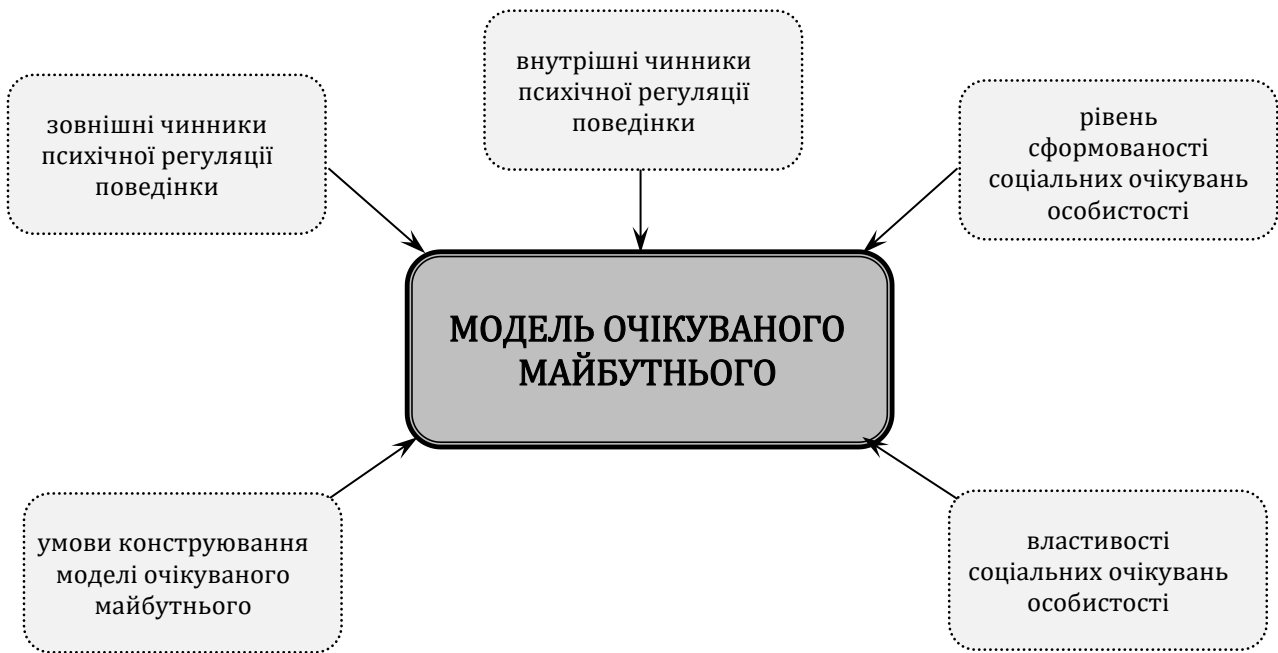 внутрішні чинники
психічної регуляції
поведінки
зовнішні чинники
психічної регуляції
поведінки
рівень
сформованості
соціальних очікувань
особистості
МОДЕЛЬ ОЧІКУВАНОГО
МАЙБУТНЬОГО
умови конструювання
моделі очікуваного
майбутнього
властивості
соціальних очікувань
особистості